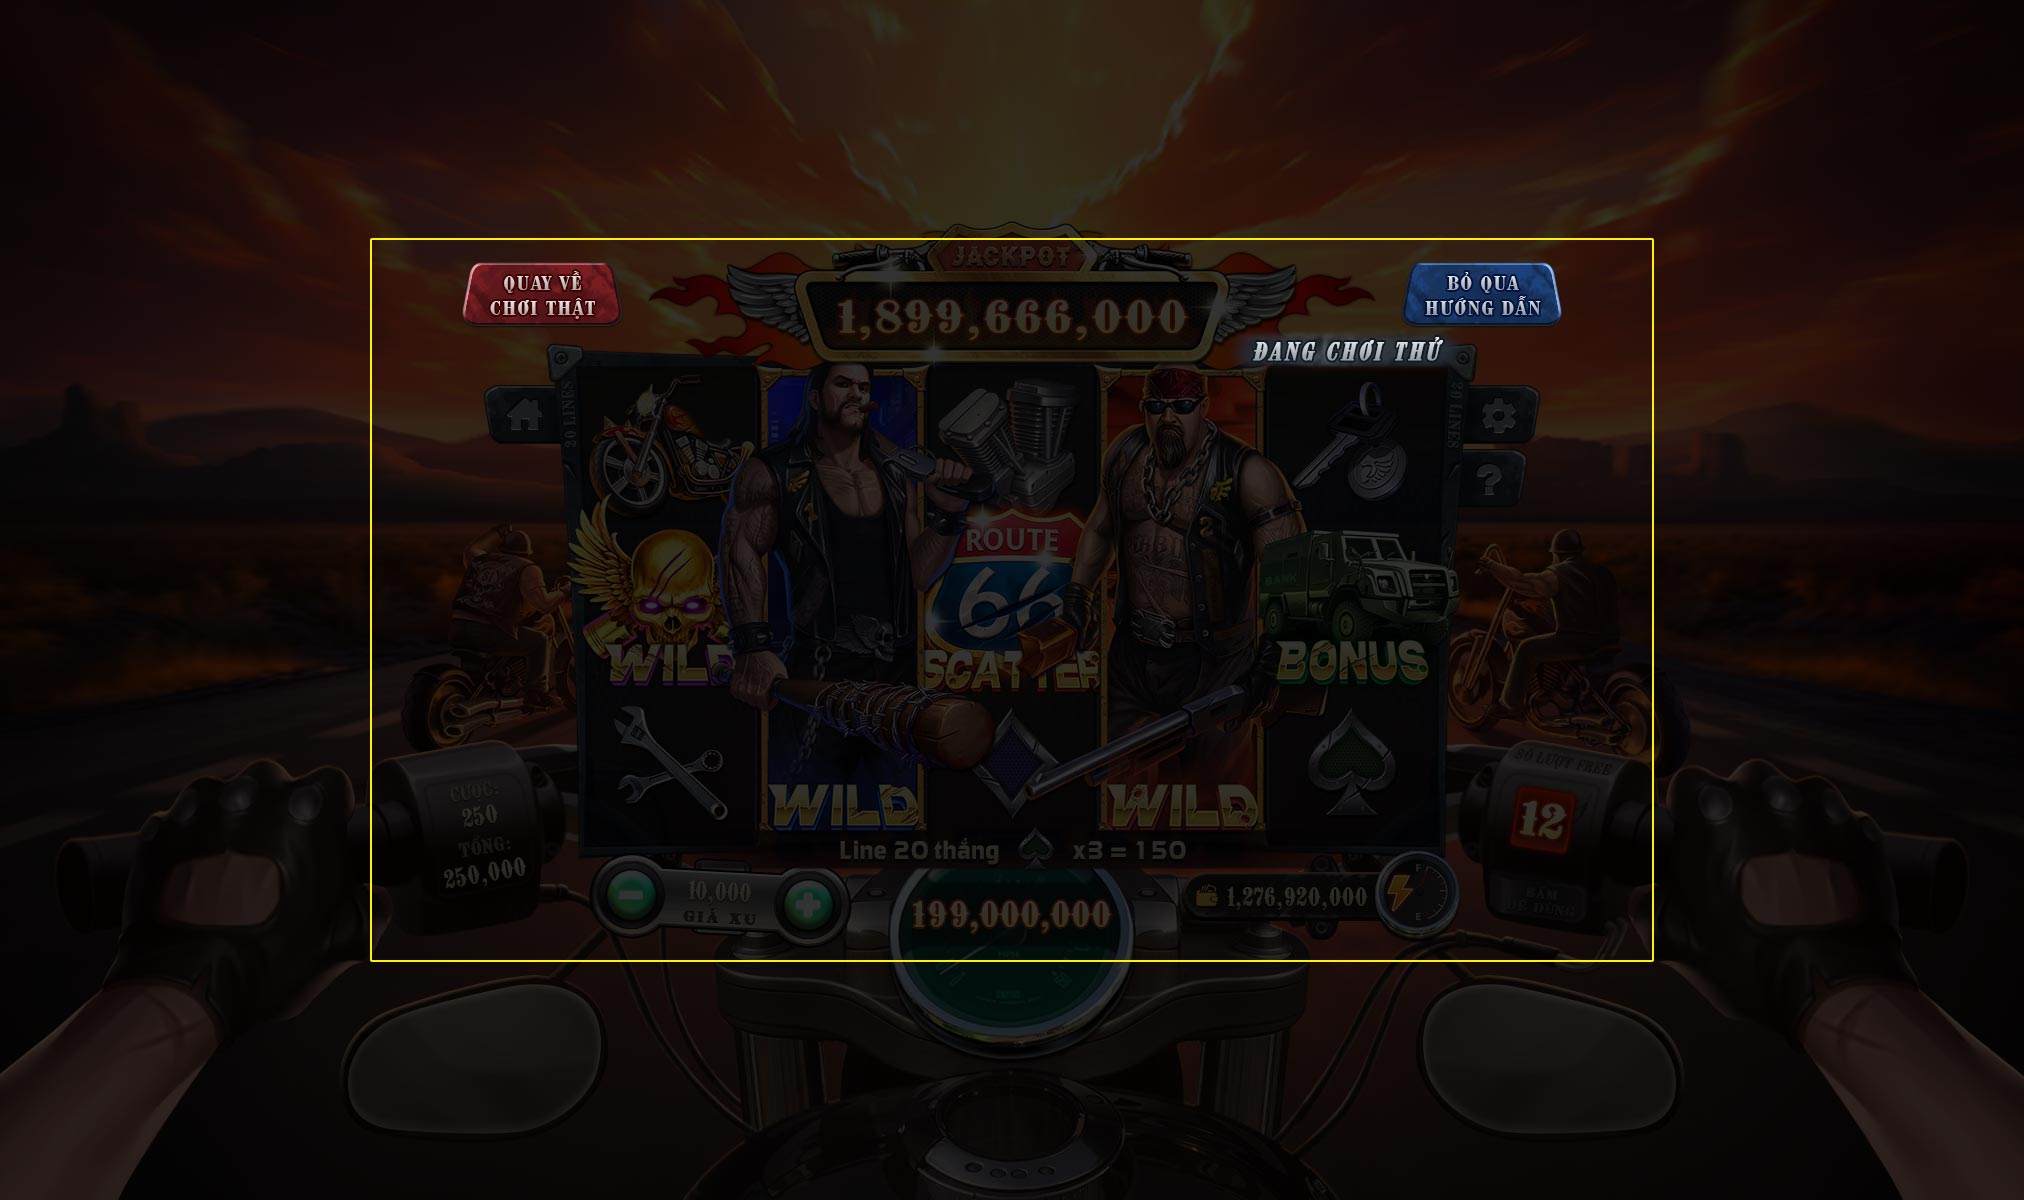 JACKPOT
1,899,666,000
QUAY VỀ
CHƠI THẬT
BỎ QUA
HƯỚNG DẪN
ĐANG CHƠI THỬ
20 LINES
20 LINES
?
ROUTE
66
BANK
WILD
SCATTER
BONUS
WILD
WILD
CƯỢC:
250
TỔNG:
250,000
SỐ LƯỢT FREE
12
BẤM
ĐỂ DÙNG
Line 20 thắng x3 = 150
10,000
GIÁ XU
199,000,000
1,276,920,000
F
E